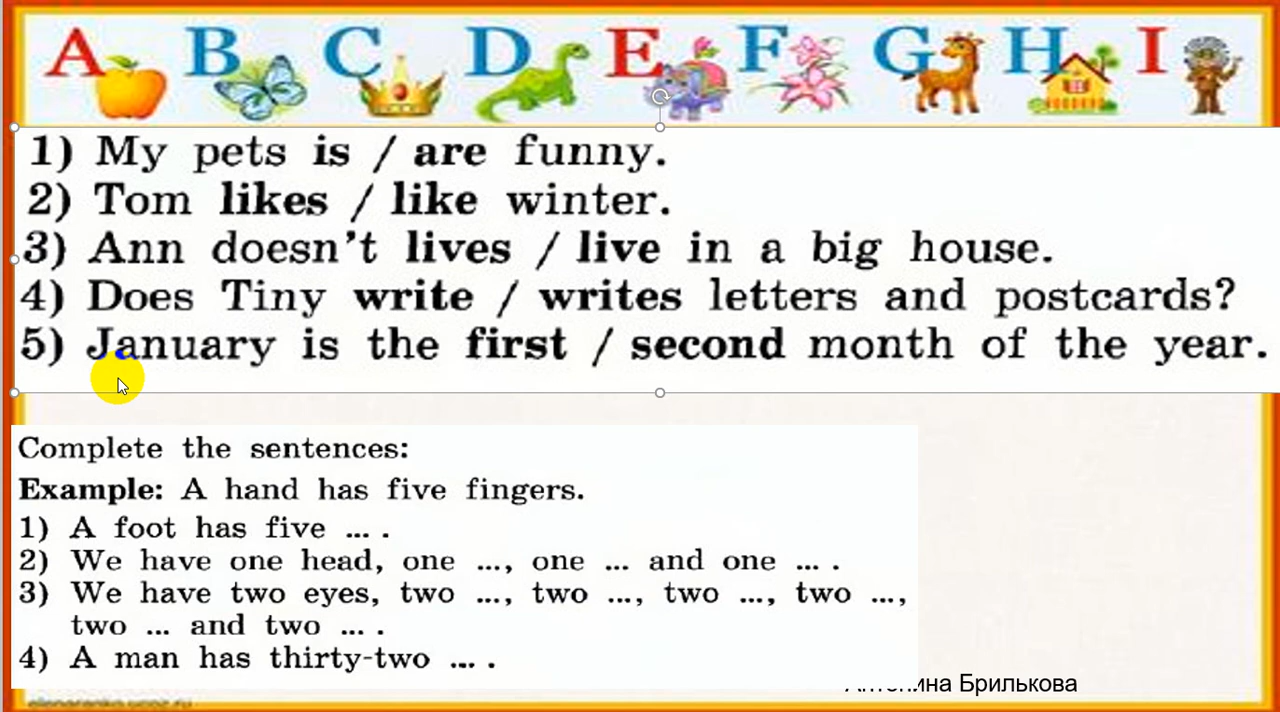 A B C D E F G H I
1) My pets is / are funny.
2) Tom likes / like winter.
3) Ann doesn't lives / live in a big house.
4) Does Tiny write / writes letters and postcards?
5) January is the first / second month of the year.
Complete the sentences:
Example: A hand has five fingers.
1) A foot has five ... .
2) We have one head, one ..., one ... and one ... .
3) We have two eyes, two ..., two ..., two ..., two ...,
two ... and two ... .
4) A man has thirty-two ... .
Антонина Брилькова